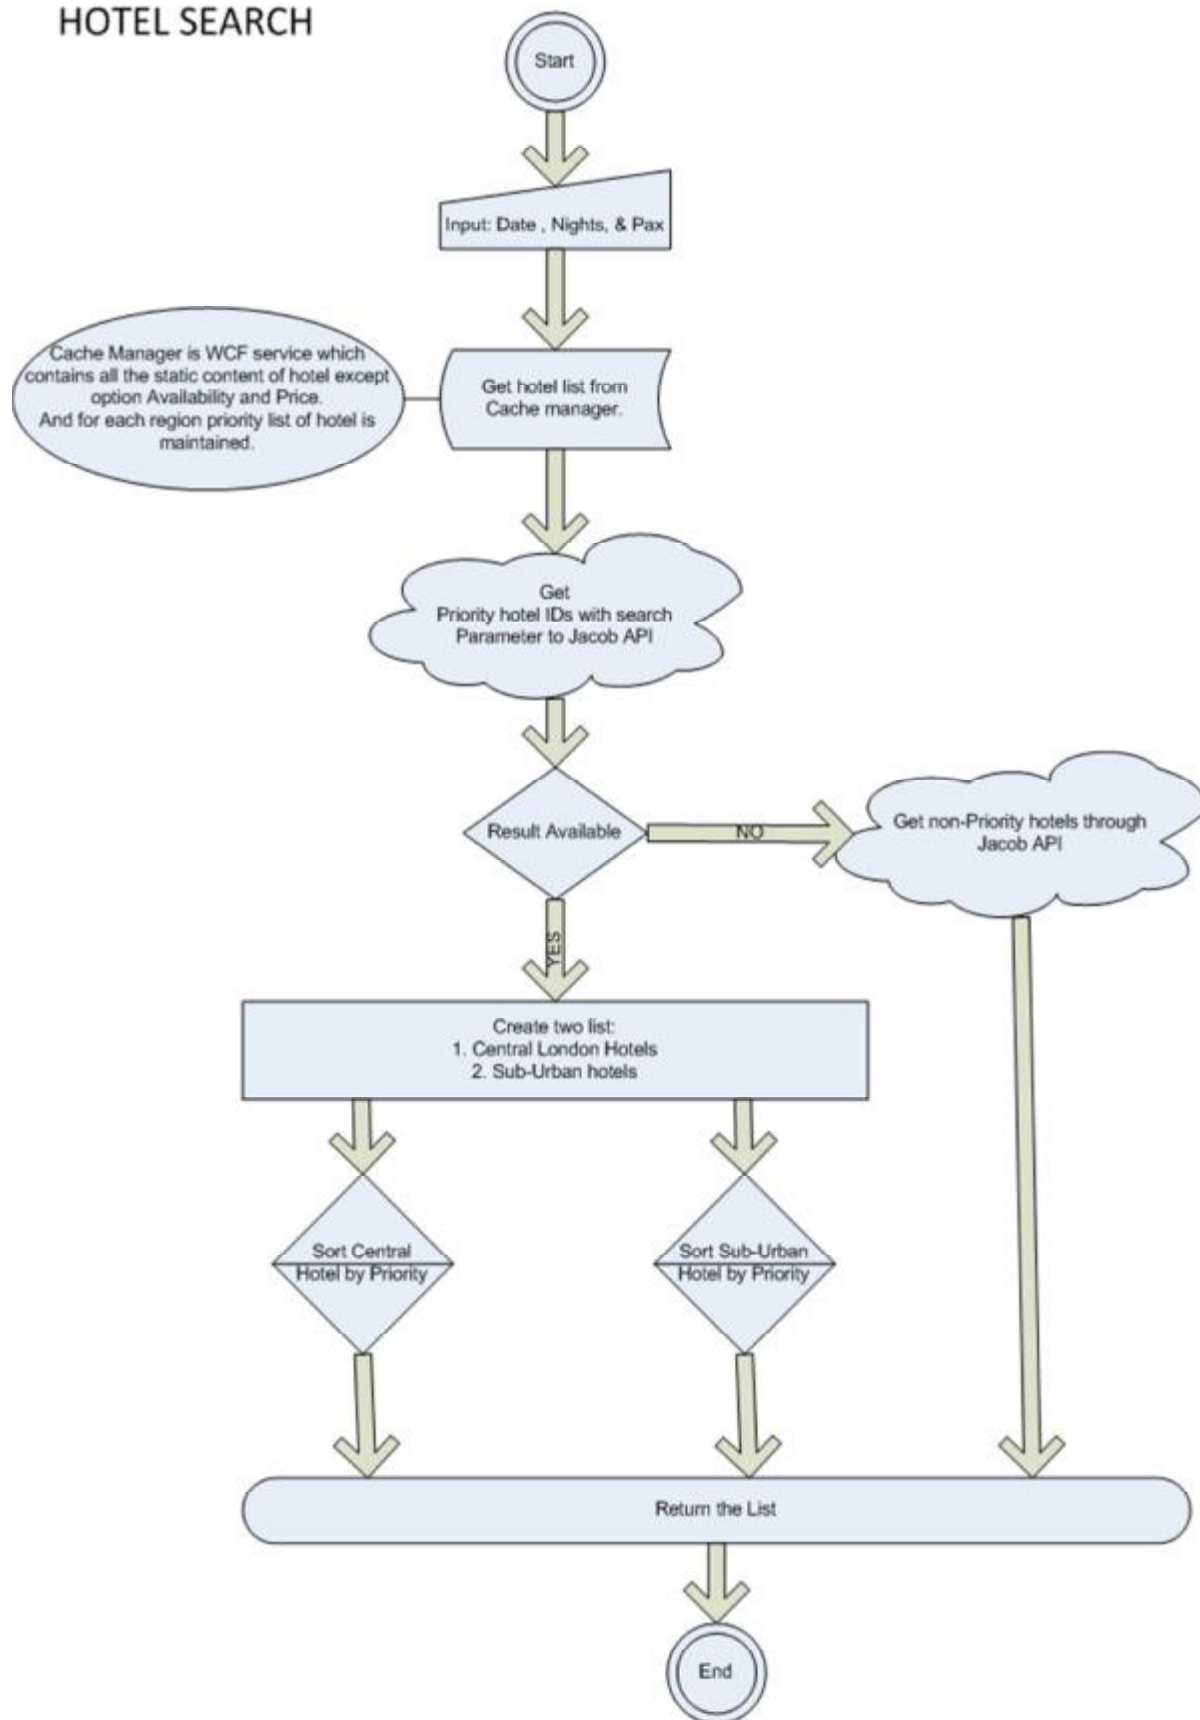 HOTEL SEARCH
Start
Input: Date , Nights, & Pax
Cache Manager is WCF service which
contains all the static content of hotel except
option Availability and Price.
And for each region priority list of hotel is
maintained.
Get hotel list from
Cache manager.
Get
Priority hotel IDs with search
Parameter to Jacob API
Result Available
NO
Get non-Priority hotels through
Jacob API
YES
Create two list:
1. Central London Hotels
2. Sub-Urban hotels
Sort Central
Hotel by Priority
Sort Sub-Urban
Hotel by Priority
Return the List
End